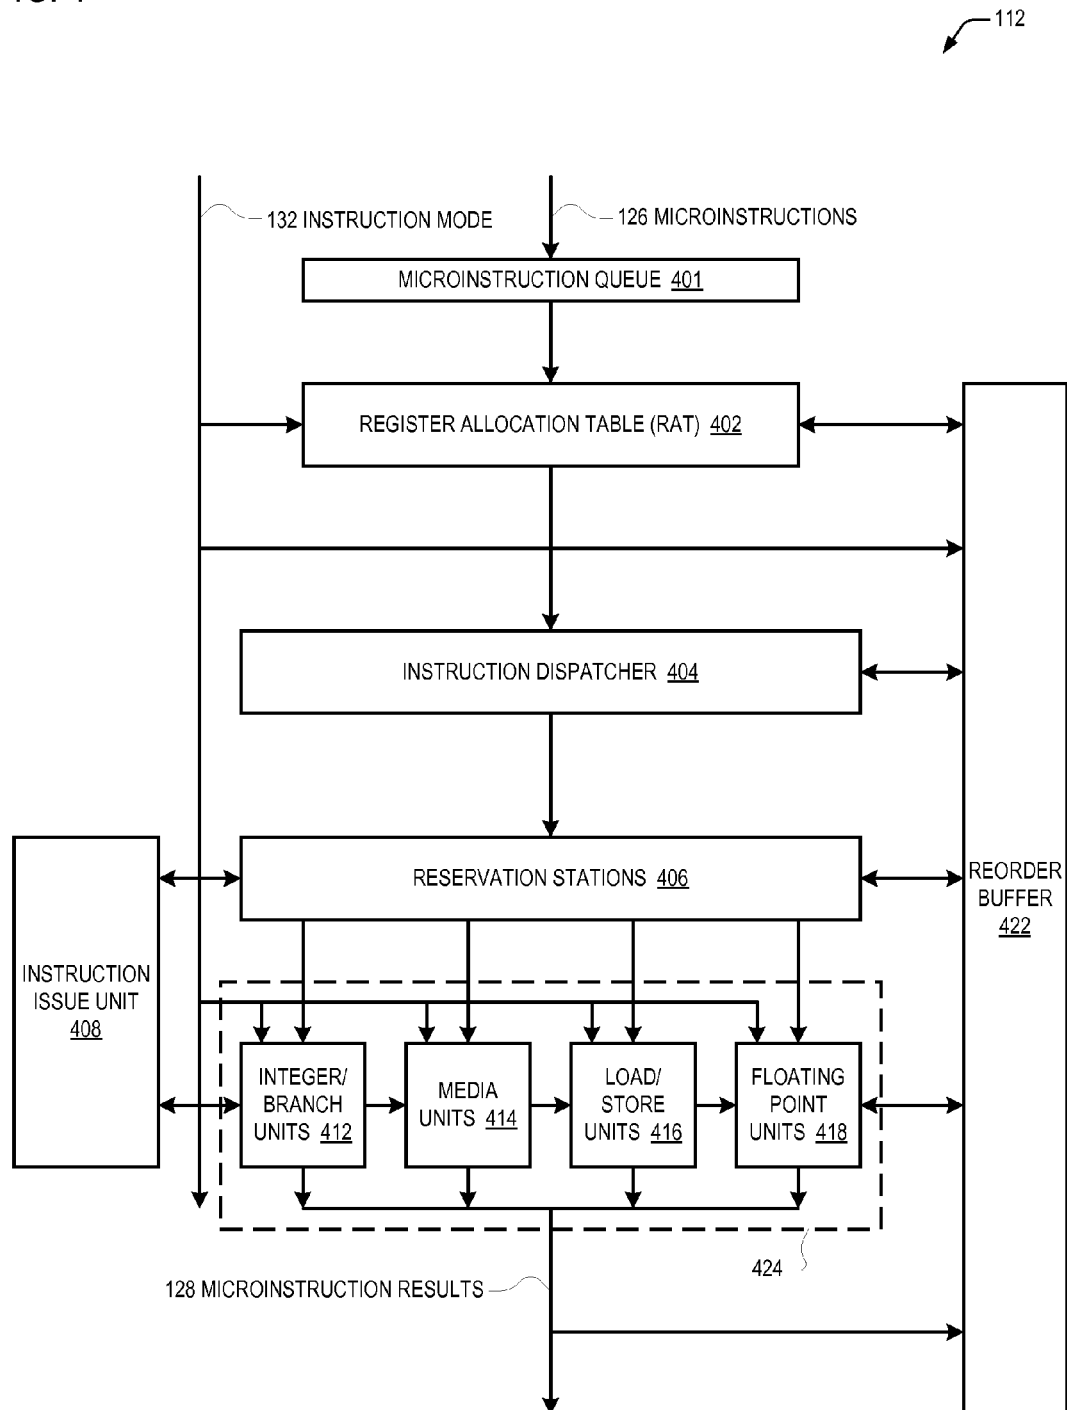 112
132 INSTRUCTION MODE
126 MICROINSTRUCTIONS
MICROINSTRUCTION QUEUE 401
REGISTER ALLOCATION TABLE (RAT) 402
INSTRUCTION DISPATCHER 404
RESERVATION STATIONS 406
REORDER
BUFFER
422
INSTRUCTION
ISSUE UNIT
408
INTEGER/
BRANCH
UNITS 412
MEDIA
UNITS 414
LOAD/
STORE
UNITS 416
FLOATING
POINT
UNITS 418
424
128 MICROINSTRUCTION RESULTS